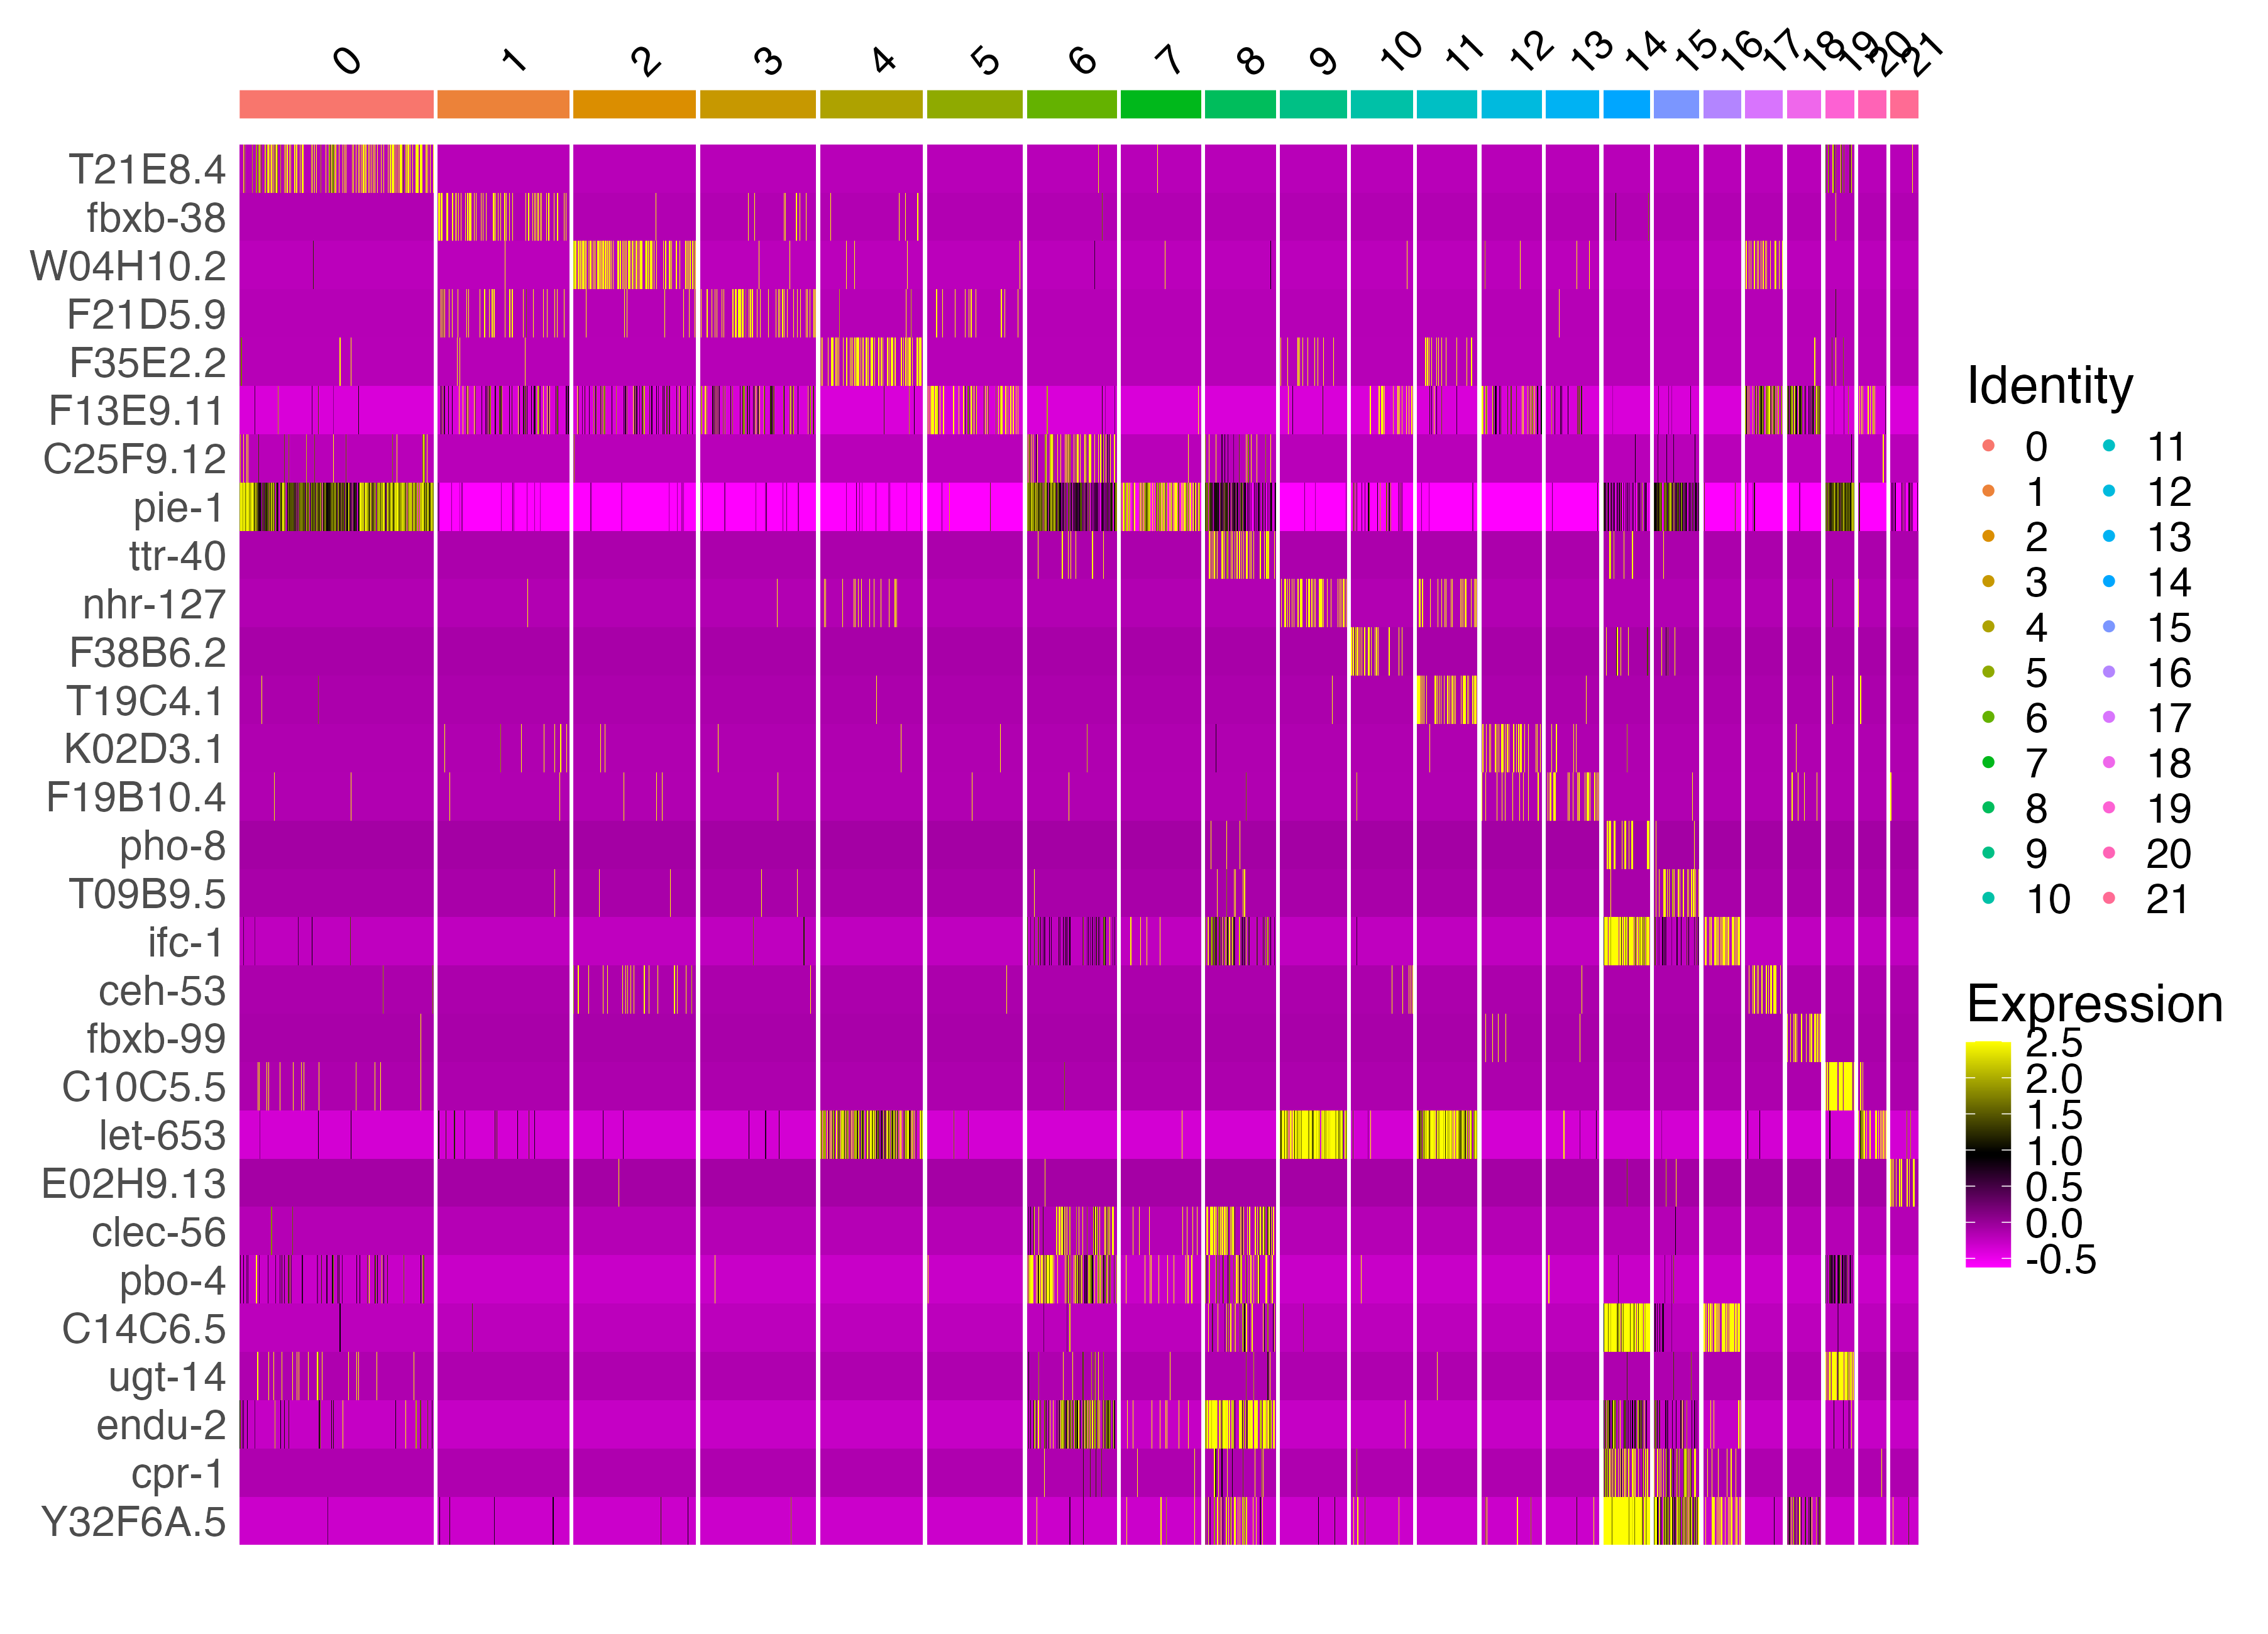 0 1 2 3 4 5 6 7 8 9 10 11 12 13 14 15 16 17 18 19 20 21
T21E8.4
fbxb-38
W04H10.2
F21D5.9
F35E2.2
F13E9.11
C25F9.12
pie-1
ttr-40
nhr-127
F38B6.2
T19C4.1
K02D3.1
F19B10.4
pho-8
T09B9.5
ifc-1
ceh-53
fbxb-99
C10C5.5
let-653
E02H9.13
clec-56
pbo-4
C14C6.5
ugt-14
endu-2
cpr-1
Y32F6A.5
Identity
0 11
1 12
2 13
3 14
4 15
5 16
6 17
7 18
8 19
9 20
10 21
Expression
2.5
2.0
1.5
1.0
0.5
0.0
-0.5